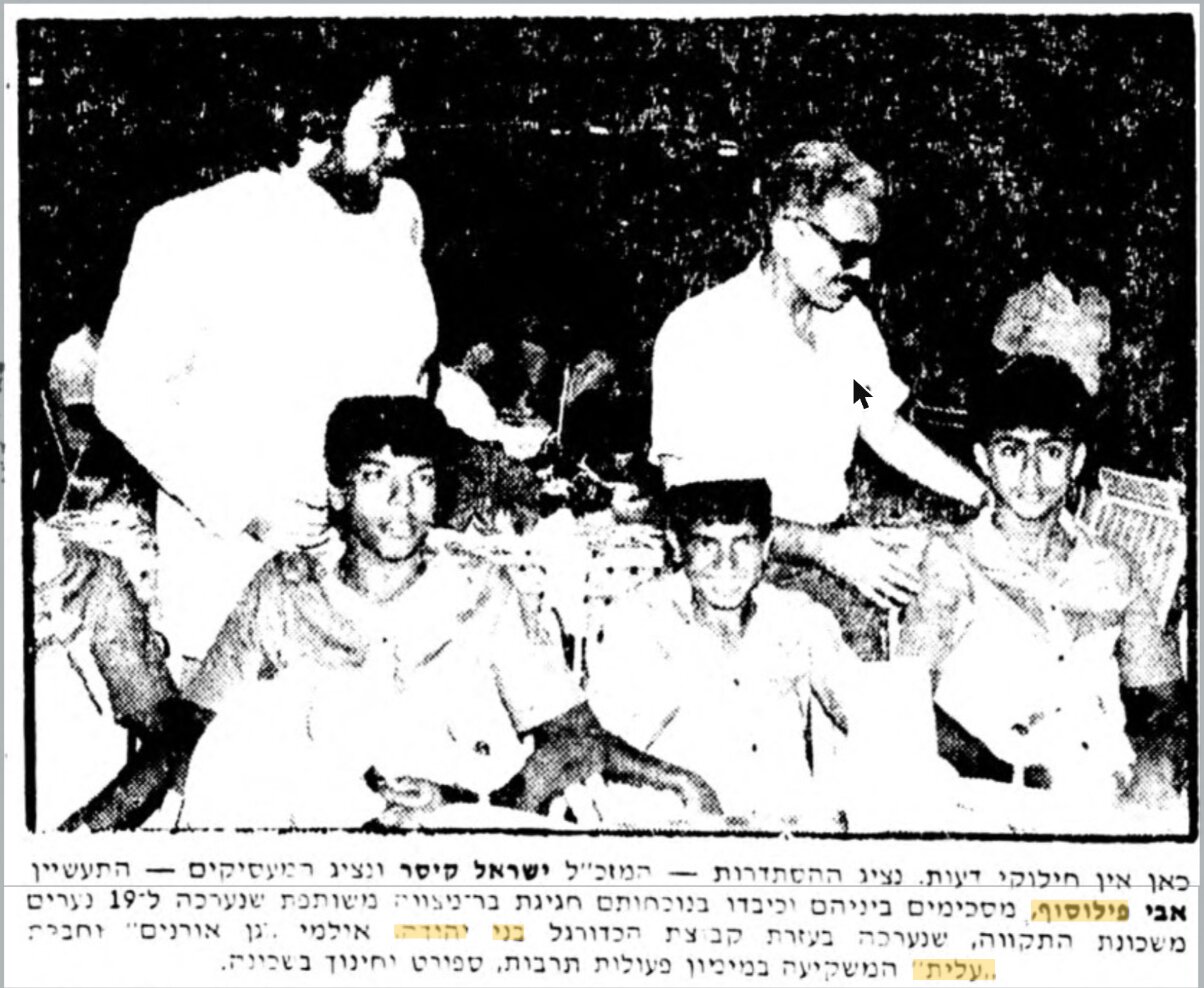 כאן אין חילוקי דעות. נציג ההסתדרות — המזכ"ל ישראל קיסר ונציג המעסיקים — התעשיין
אבי פילוסוף, מסכימים ביניהם וכיבדו בנוכחותם חגיגת בר־מצווה משותפת שנערכה ל־19 נערים
משכונת התקווה, שנערכה בעזרת קבוצת הכדורגל בני יהודה, אולמי "גן אורנים" וחברת
"עלית" המשקיעה במימון פעולות תרבות, ספורט וחינוך בשכונה.